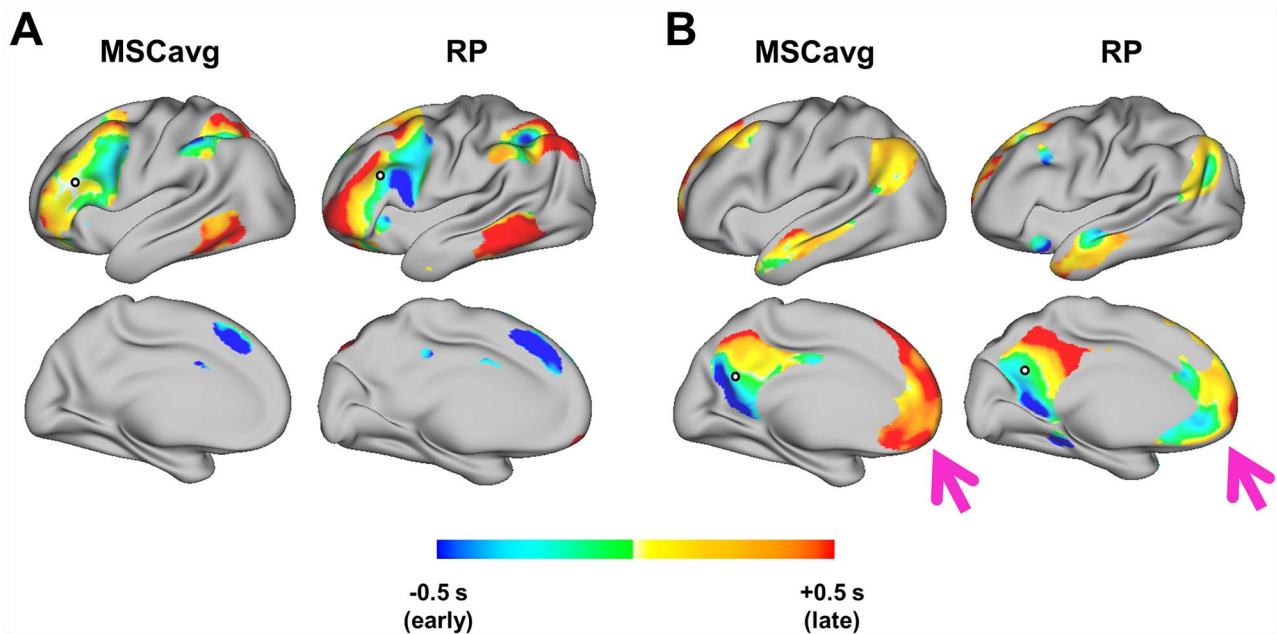 A
B
MSCavg
RP
MSCavg
RP
-0.5 s
(early)
+0.5 s
(late)